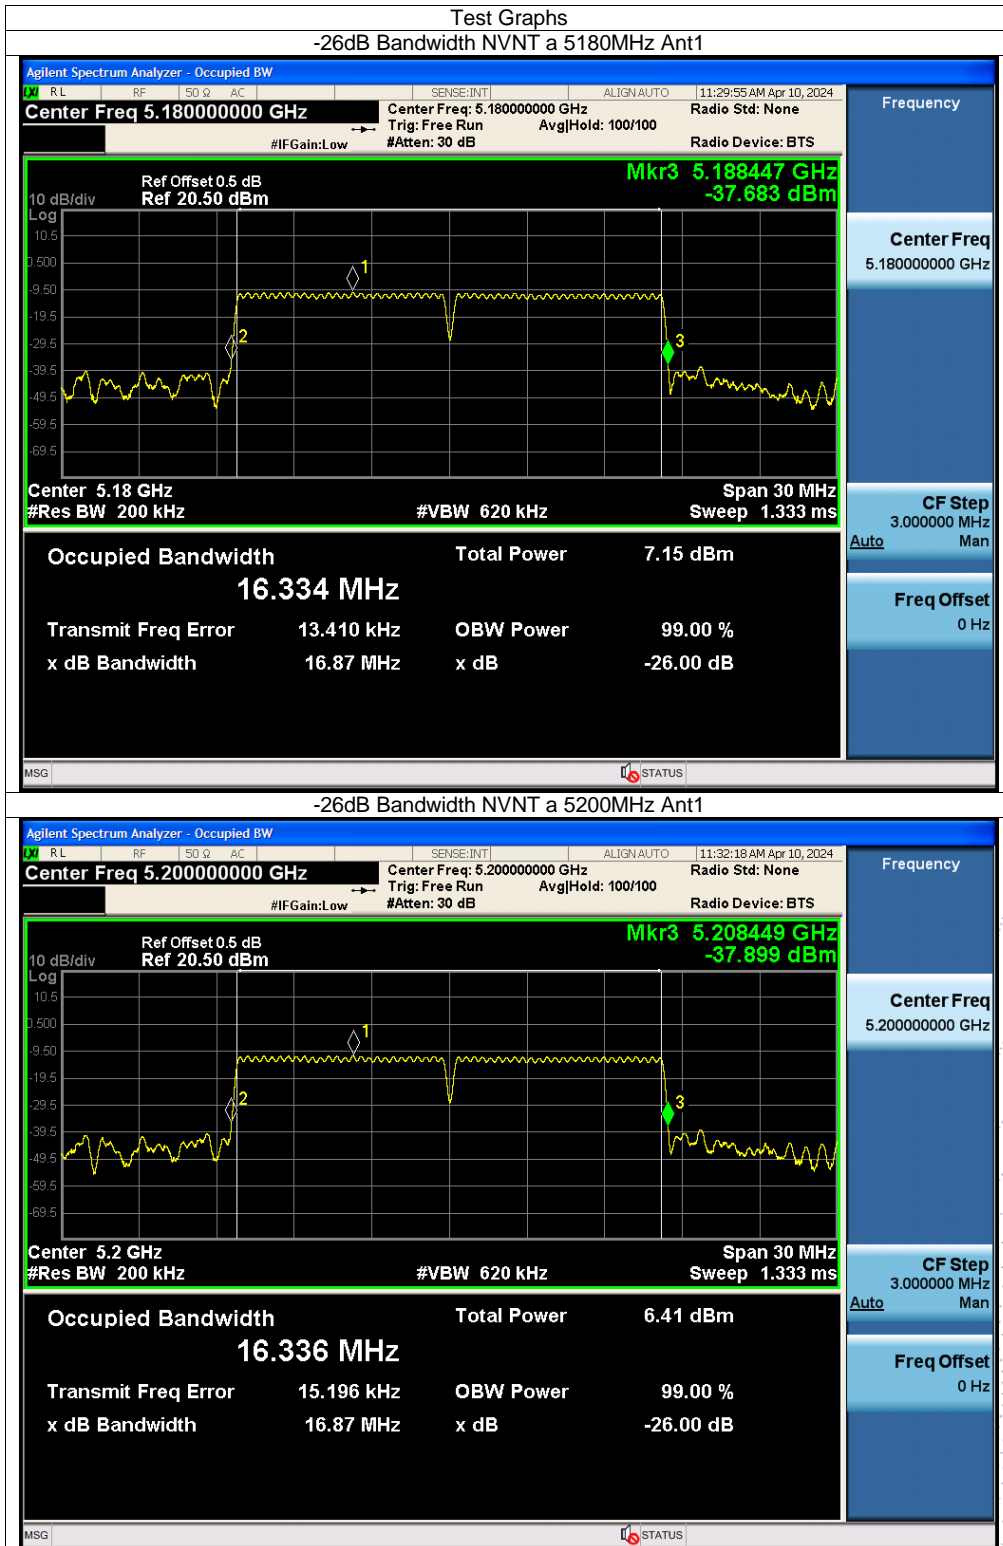 Test Graphs
-26dB Bandwidth NVNT a 5180MHz Ant1
Agilent Spectrum Analyzer - Occupied BW
LXI RL RF 50 Ω AC SENSE:INT ALIGN AUTO 11:29:55 AM Apr 10, 2024
Center Freq 5.180000000 GHz Center Freq: 5.180000000 GHz Radio Std: None Frequency
Trig: Free Run Avg|Hold: 100/100
#IFGain:Low #Atten: 30 dB Radio Device: BTS
Mkr3 5.188447 GHz
Ref Offset 0.5 dB -37.683 dBm
10 dB/div Ref 20.50 dBm
Log
10.5
0.500
-9.50
-19.5
-29.5
-39.5
-49.5
-59.5
-69.5
1
2
3
Center Freq
5.180000000 GHz
Center 5.18 GHz Span 30 MHz
#Res BW 200 kHz #VBW 620 kHz Sweep 1.333 ms
CF Step
3.000000 MHz
Auto Man
Occupied Bandwidth Total Power 7.15 dBm
16.334 MHz
Freq Offset
0 Hz
Transmit Freq Error 13.410 kHz OBW Power 99.00 %
x dB Bandwidth 16.87 MHz x dB -26.00 dB
MSG STATUS
-26dB Bandwidth NVNT a 5200MHz Ant1
Agilent Spectrum Analyzer - Occupied BW
LXI RL RF 50 Ω AC SENSE:INT ALIGN AUTO 11:32:18 AM Apr 10, 2024
Center Freq 5.200000000 GHz Center Freq: 5.200000000 GHz Radio Std: None Frequency
Trig: Free Run Avg|Hold: 100/100
#IFGain:Low #Atten: 30 dB Radio Device: BTS
Mkr3 5.208449 GHz
Ref Offset 0.5 dB -37.899 dBm
10 dB/div Ref 20.50 dBm
Log
10.5
0.500
-9.50
-19.5
-29.5
-39.5
-49.5
-59.5
-69.5
1
2
3
Center Freq
5.200000000 GHz
Center 5.2 GHz Span 30 MHz
#Res BW 200 kHz #VBW 620 kHz Sweep 1.333 ms
CF Step
3.000000 MHz
Auto Man
Occupied Bandwidth Total Power 6.41 dBm
16.336 MHz
Freq Offset
0 Hz
Transmit Freq Error 15.196 kHz OBW Power 99.00 %
x dB Bandwidth 16.87 MHz x dB -26.00 dB
MSG STATUS